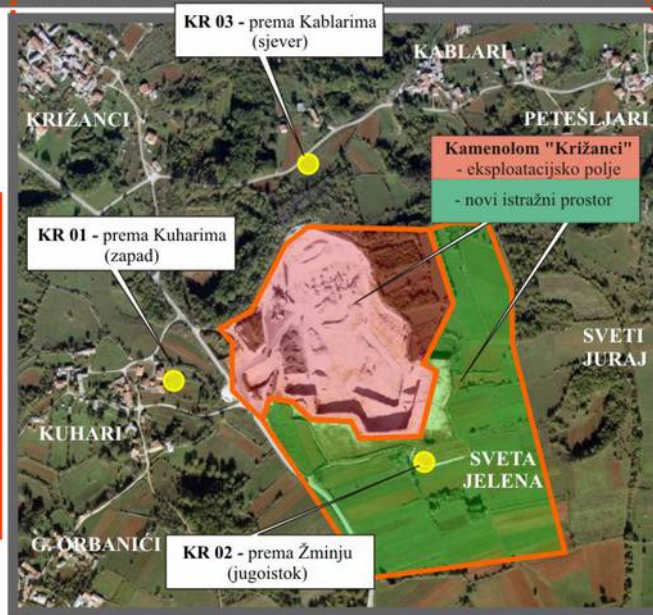 KR 03 - prema Kablarima
(sjever)
KABLARI
KRIŽANCI
PETEŠLJARI
Kamenolom "Križanci"
- eksploatacijsko polje
- novi istražni prostor
KR 01 - prema Kuharima
(zapad)
SVETI
JURAJ
KUHARI
SVETA
JELENA
G. ORBANIĆI
KR 02 - prema Žminju
(jugoistok)